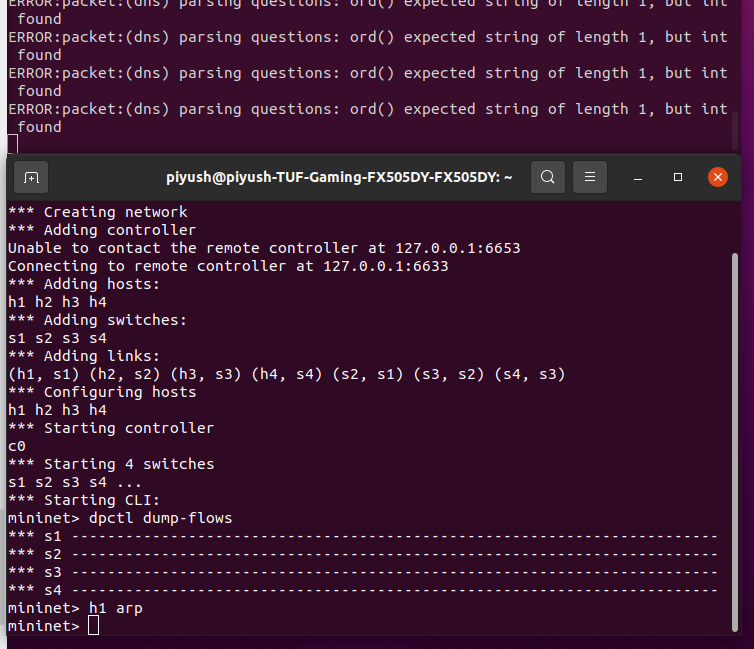 ERROR:packet:(dns) parsing questions: ord() expected string of length 1, but int
 found
ERROR:packet:(dns) parsing questions: ord() expected string of length 1, but int
 found
ERROR:packet:(dns) parsing questions: ord() expected string of length 1, but int
 found
ERROR:packet:(dns) parsing questions: ord() expected string of length 1, but int
 found
piyush@piyush-TUF-Gaming-FX505DY-FX505DY: ~
*** Creating network
*** Adding controller
Unable to contact the remote controller at 127.0.0.1:6653
Connecting to remote controller at 127.0.0.1:6633
*** Adding hosts:
h1 h2 h3 h4
*** Adding switches:
s1 s2 s3 s4
*** Adding links:
(h1, s1) (h2, s2) (h3, s3) (h4, s4) (s2, s1) (s3, s2) (s4, s3)
*** Configuring hosts
h1 h2 h3 h4
*** Starting controller
c0
*** Starting 4 switches
s1 s2 s3 s4 ...
*** Starting CLI:
mininet> dpctl dump-flows
*** s1 ------------------------------------------------------------------------
*** s2 ------------------------------------------------------------------------
*** s3 ------------------------------------------------------------------------
*** s4 ------------------------------------------------------------------------
mininet> h1 arp
mininet>